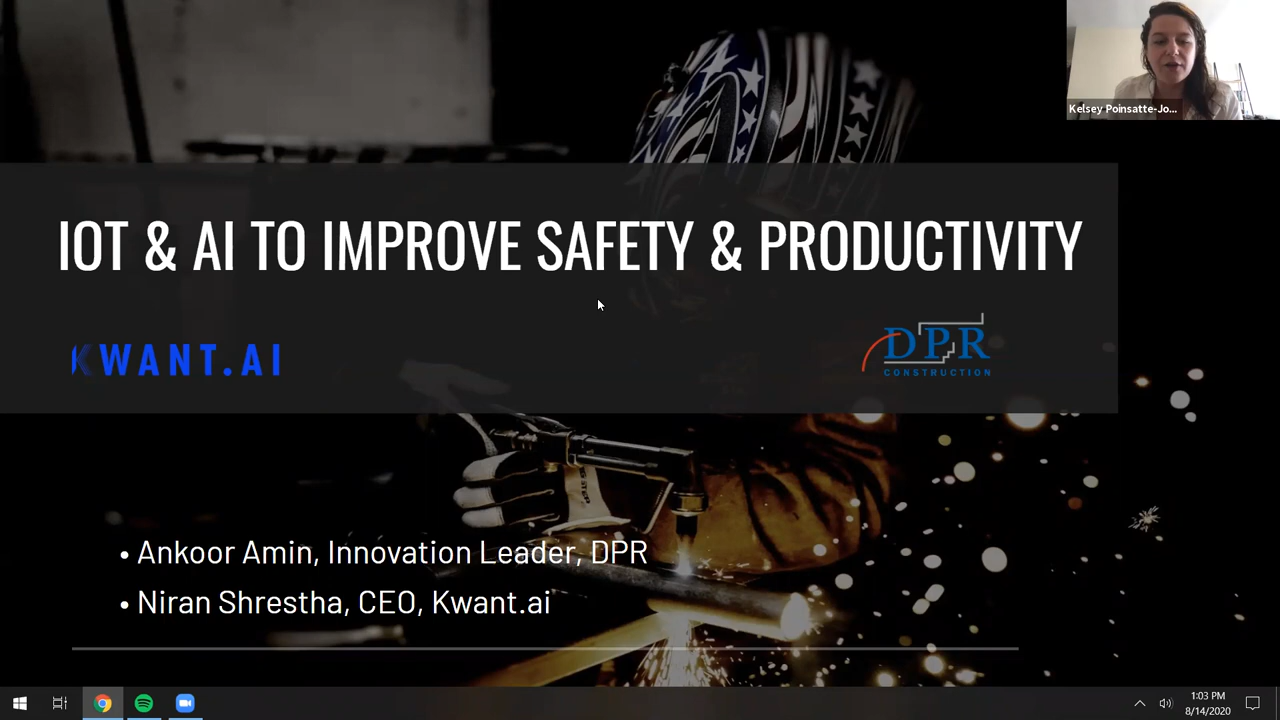 Kelsey Poinsatte-Jo...
IOT & AI TO IMPROVE SAFETY & PRODUCTIVITY
KWANT.AI
DPR
CONSTRUCTION
• Ankoor Amin, Innovation Leader, DPR
• Niran Shrestha, CEO, Kwant.ai
1:03 PM
8/14/2020